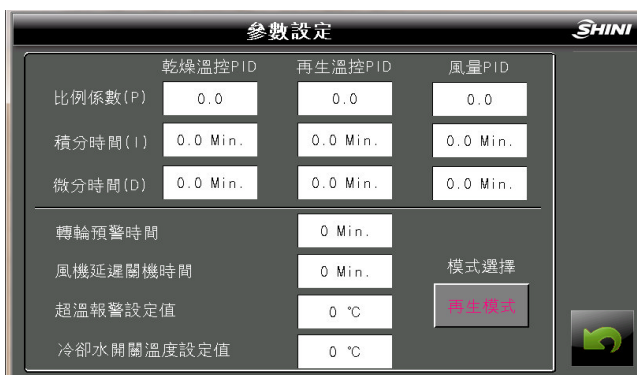 參數設定
SHINI
乾燥溫控PID 再生溫控PID 風量PID
比例係數(P) 0.0 0.0 0.0
積分時間(I) 0.0 Min. 0.0 Min. 0.0 Min.
微分時間(D) 0.0 Min. 0.0 Min. 0.0 Min.
轉輪預警時間 0 Min.
風機延遲關機時間 0 Min. 模式選擇
超溫報警設定值 0 ℃ 再生模式
冷卻水開關溫度設定值 0 ℃